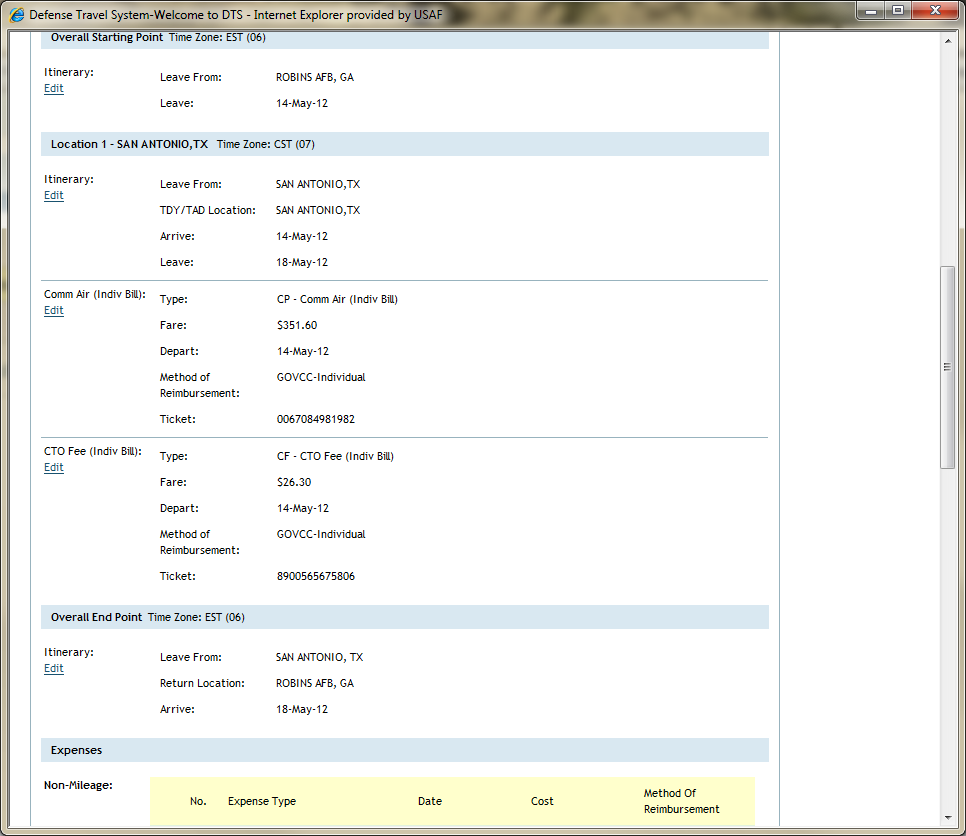 Defense Travel System-Welcome to DTS - Internet Explorer provided by USAF
Overall Starting Point Time Zone: EST (06)
Itinerary:
Edit
Leave From: ROBINS AFB, GA
Leave: 14-May-12
Location 1 - SAN ANTONIO,TX Time Zone: CST (07)
Itinerary:
Edit
Leave From: SAN ANTONIO,TX
TDY/TAD Location: SAN ANTONIO,TX
Arrive: 14-May-12
Leave: 18-May-12
Comm Air (Indiv Bill):
Edit
Type: CP - Comm Air (Indiv Bill)
Fare: $351.60
Depart: 14-May-12
Method of GOVCC-Individual
Reimbursement:
Ticket: 0067084981982
CTO Fee (Indiv Bill):
Edit
Type: CF - CTO Fee (Indiv Bill)
Fare: $26.30
Depart: 14-May-12
Method of GOVCC-Individual
Reimbursement:
Ticket: 8900565675806
Overall End Point Time Zone: EST (06)
Itinerary:
Edit
Leave From: SAN ANTONIO, TX
Return Location: ROBINS AFB, GA
Arrive: 18-May-12
Expenses
Non-Mileage:
No. Expense Type Date Cost Method Of
Reimbursement